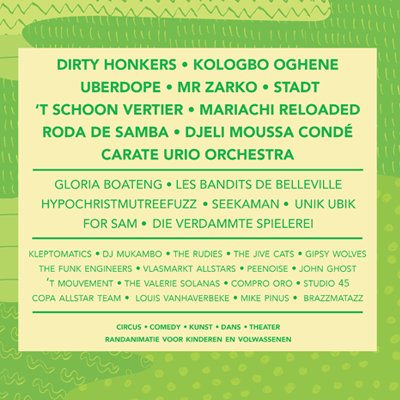 DIRTY HONKERS • KOLOGBO OGHENE
UBERDOPE • MR ZARKO • STADT
'T SCHOON VERTIER • MARIACHI RELOADED
RODA DE SAMBA • DJELI MOUSSA CONDÉ
CARATE URIO ORCHESTRA
GLORIA BOATENG • LES BANDITS DE BELLEVILLE
HYPOCHRISTMUTREEFUZZ • SEEKAMAN • UNIK UBIK
FOR SAM • DIE VERDAMMTE SPIELEREI
KLEPTOMATICS • DJ MUKAMBO • THE RUDIES • THE JIVE CATS • GIPSY WOLVES
THE FUNK ENGINEERS • VLASMARKT ALLSTARS • PEENOISE • JOHN GHOST
'T MOUVEMENT • THE VALERIE SOLANAS • COMPRO ORO • STUDIO 45
COPA ALLSTAR TEAM • LOUIS VANHAVERBEKE • MIKE PINUS • BRAZZMATAZZ
CIRCUS • COMEDY • KUNST • DANS • THEATER
RANDANIMATIE VOOR KINDEREN EN VOLWASSENEN